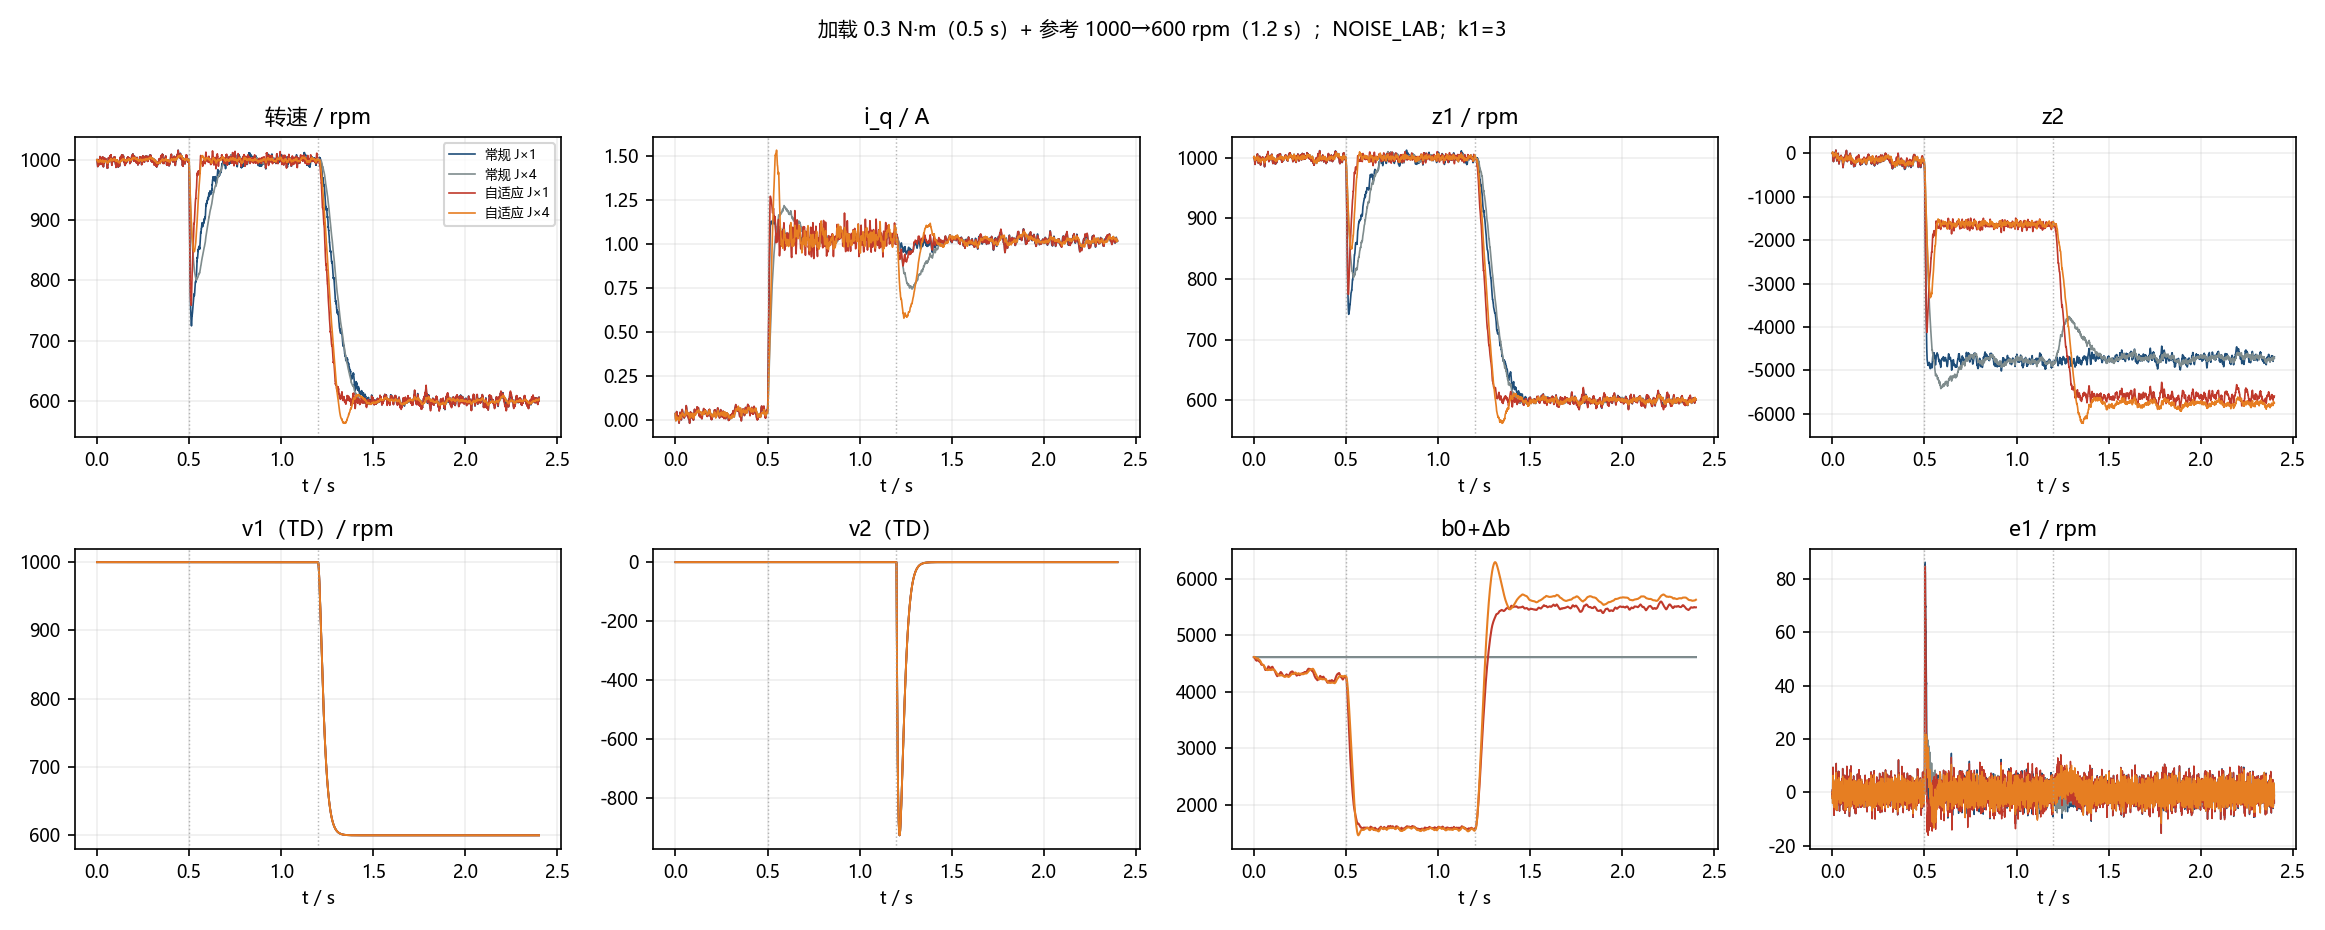 加载 0.3 N·m（0.5 s）+ 参考 1000→600 rpm（1.2 s）；NOISE_LAB；k1=3
转速 / rpm
1000
900
800
700
600
0.0 0.5 1.0 1.5 2.0 2.5
t / s
常规 J×1
常规 J×4
自适应 J×1
自适应 J×4
i_q / A
1.50
1.25
1.00
0.75
0.50
0.25
0.00
0.0 0.5 1.0 1.5 2.0 2.5
t / s
z1 / rpm
1000
900
800
700
600
0.0 0.5 1.0 1.5 2.0 2.5
t / s
z2
0
-1000
-2000
-3000
-4000
-5000
-6000
0.0 0.5 1.0 1.5 2.0 2.5
t / s
v1（TD）/ rpm
1000
900
800
700
600
0.0 0.5 1.0 1.5 2.0 2.5
t / s
v2（TD）
0
-200
-400
-600
-800
0.0 0.5 1.0 1.5 2.0 2.5
t / s
b0+Δb
6000
5000
4000
3000
2000
0.0 0.5 1.0 1.5 2.0 2.5
t / s
e1 / rpm
80
60
40
20
0
-20
0.0 0.5 1.0 1.5 2.0 2.5
t / s